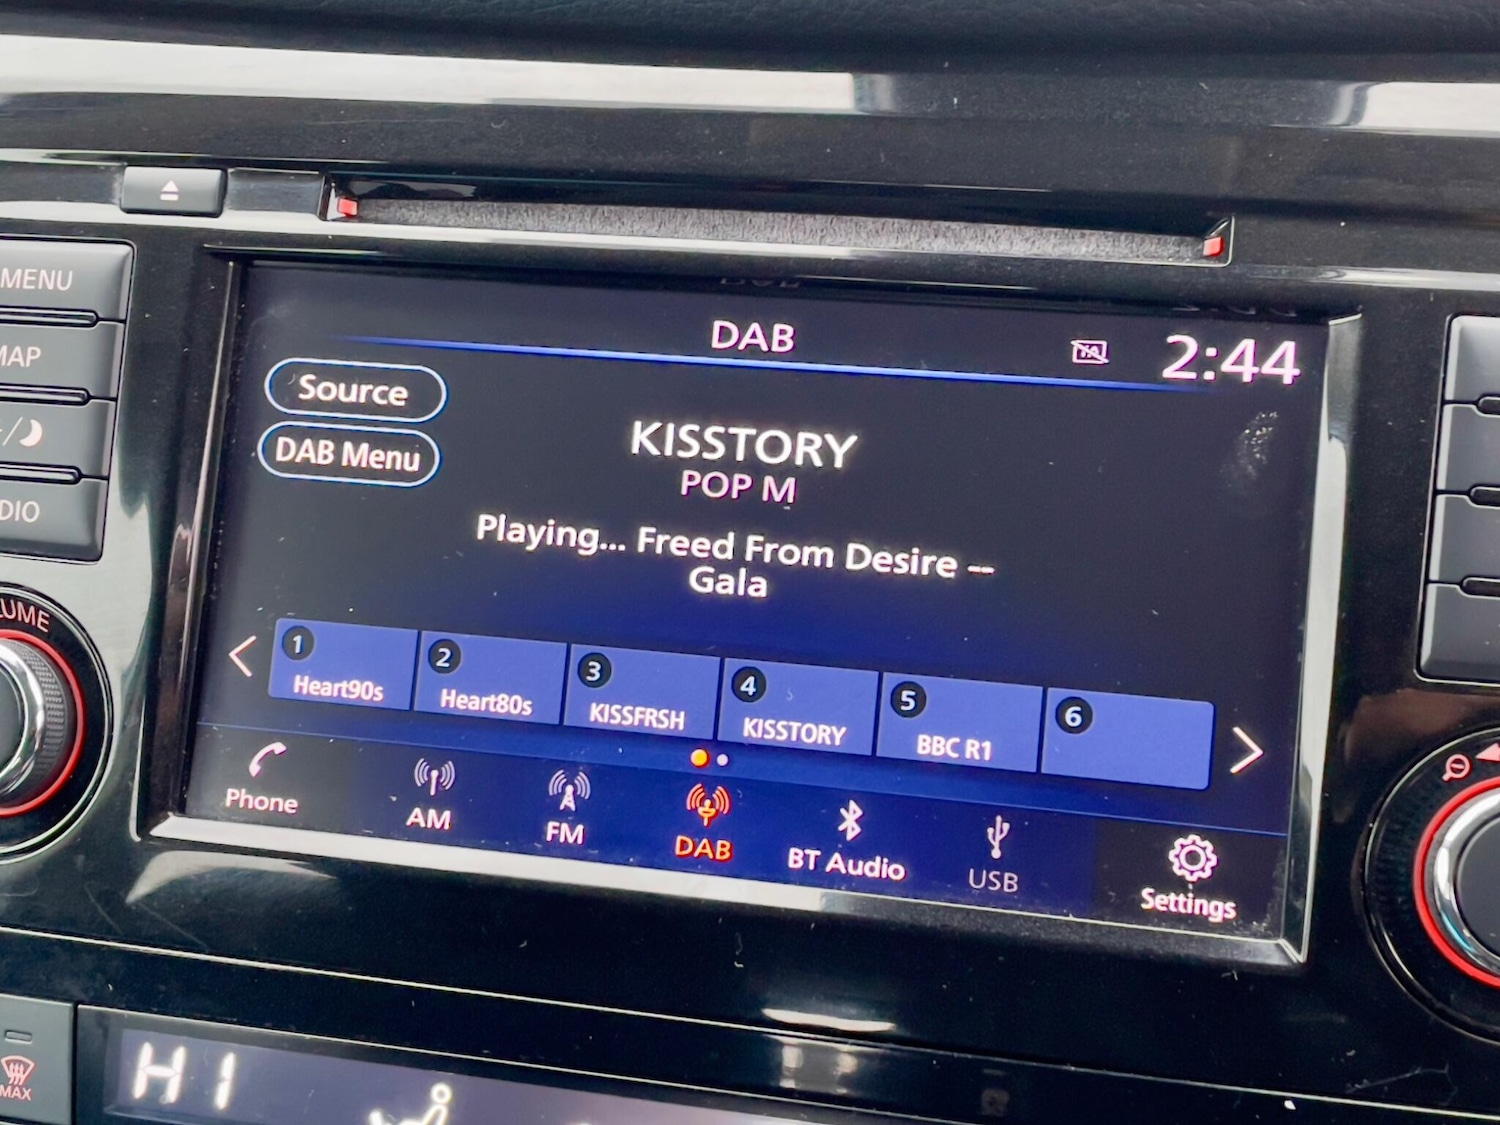 MENU
MAP
DIO
UME
DAB
TA
2:44
Source
DAB Menu
KISSTORY
POP M
Playing... Freed From Desire --
Gala
1
Heart90s
2
Heart80s
3
KISSFRSH
4
KISSTORY
5
BBC R1
6
Phone
AM
FM
DAB
BT Audio
USB
Settings
HI
MAX